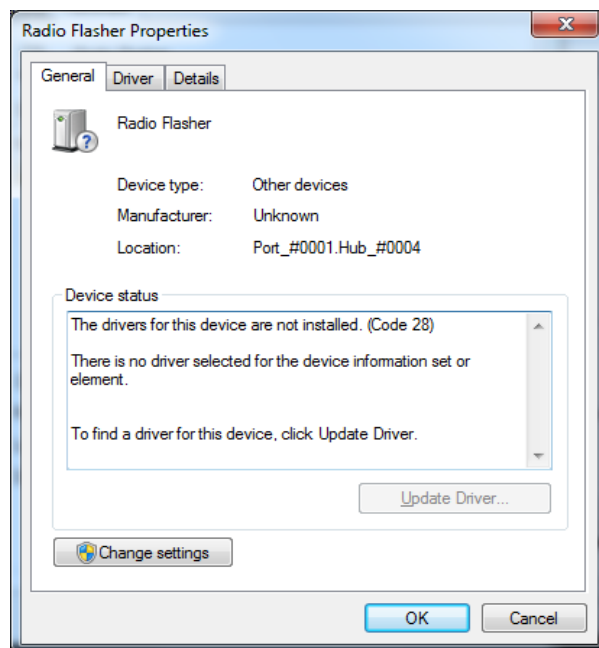 Radio Flasher Properties
General Driver Details
Radio Flasher
Device type: Other devices
Manufacturer: Unknown
Location: Port_#0001.Hub_#0004
Device status
The drivers for this device are not installed. (Code 28)
There is no driver selected for the device information set or
element.
To find a driver for this device, click Update Driver.
Update Driver...
Change settings
OK Cancel